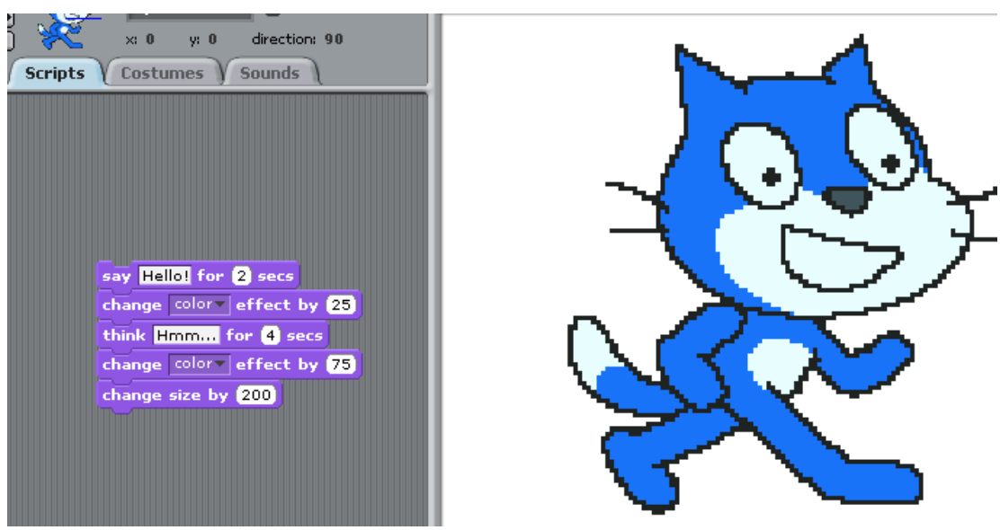 x: 0 y: 0 direction: 90
Scripts Costumes Sounds
say Hello! for 2 secs
change color effect by 25
think Hmm... for 4 secs
change color effect by 75
change size by 200